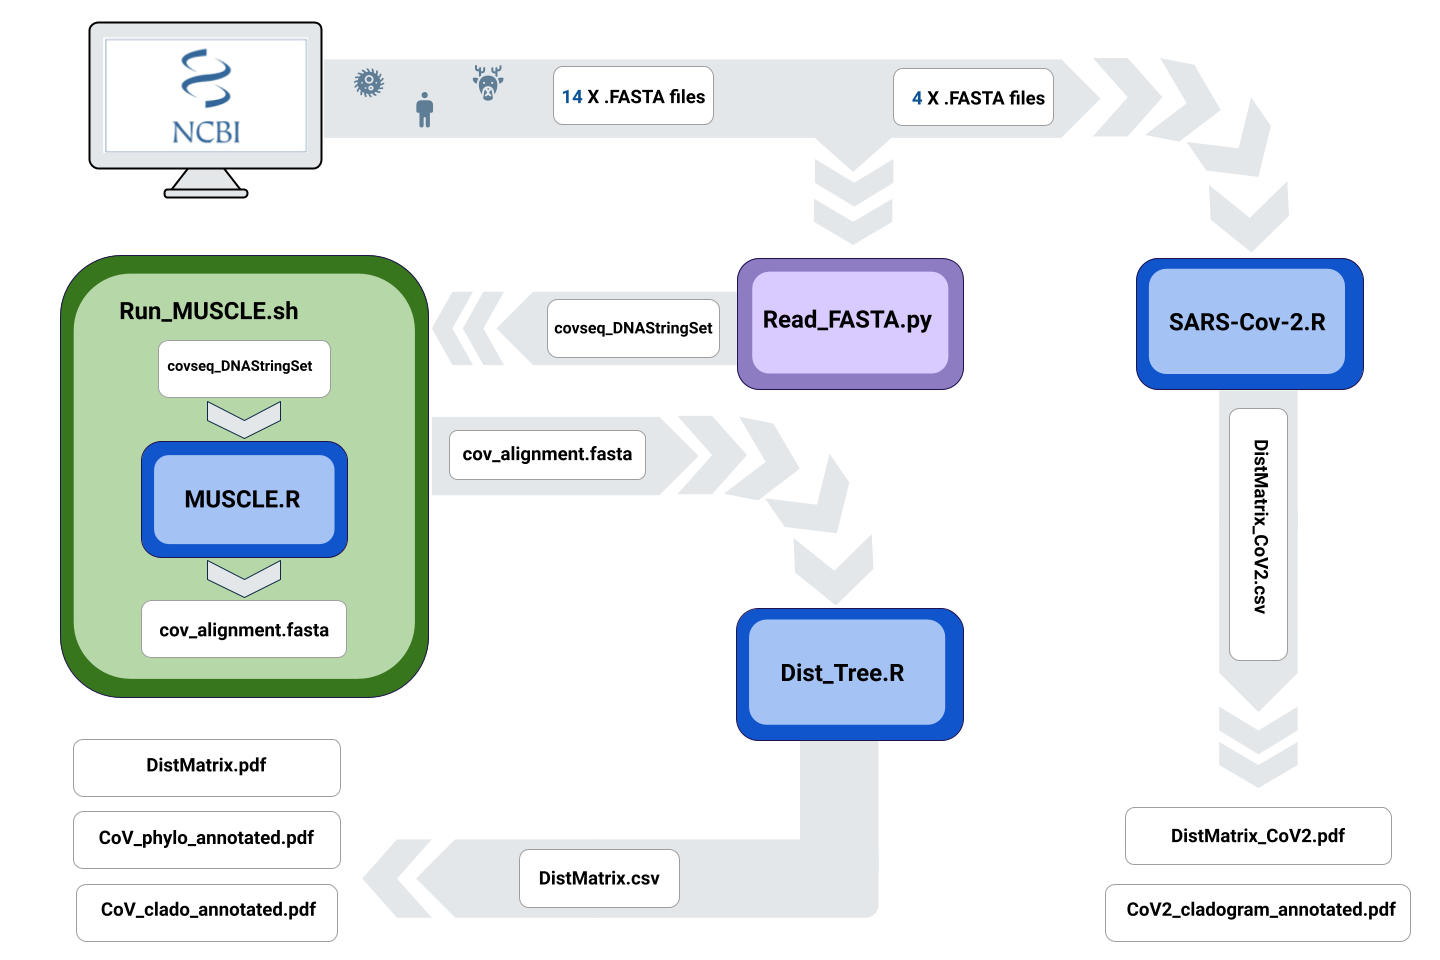 NCBI
14 X .FASTA files
4 X .FASTA files
Run_MUSCLE.sh
covseq_DNAStringSet
MUSCLE.R
cov_alignment.fasta
covseq_DNAStringSet
Read_FASTA.py
SARS-Cov-2.R
cov_alignment.fasta
DistMatrix_CoV2.csv
Dist_Tree.R
DistMatrix.pdf
CoV_phylo_annotated.pdf
CoV_clado_annotated.pdf
DistMatrix.csv
DistMatrix_CoV2.pdf
CoV2_cladogram_annotated.pdf